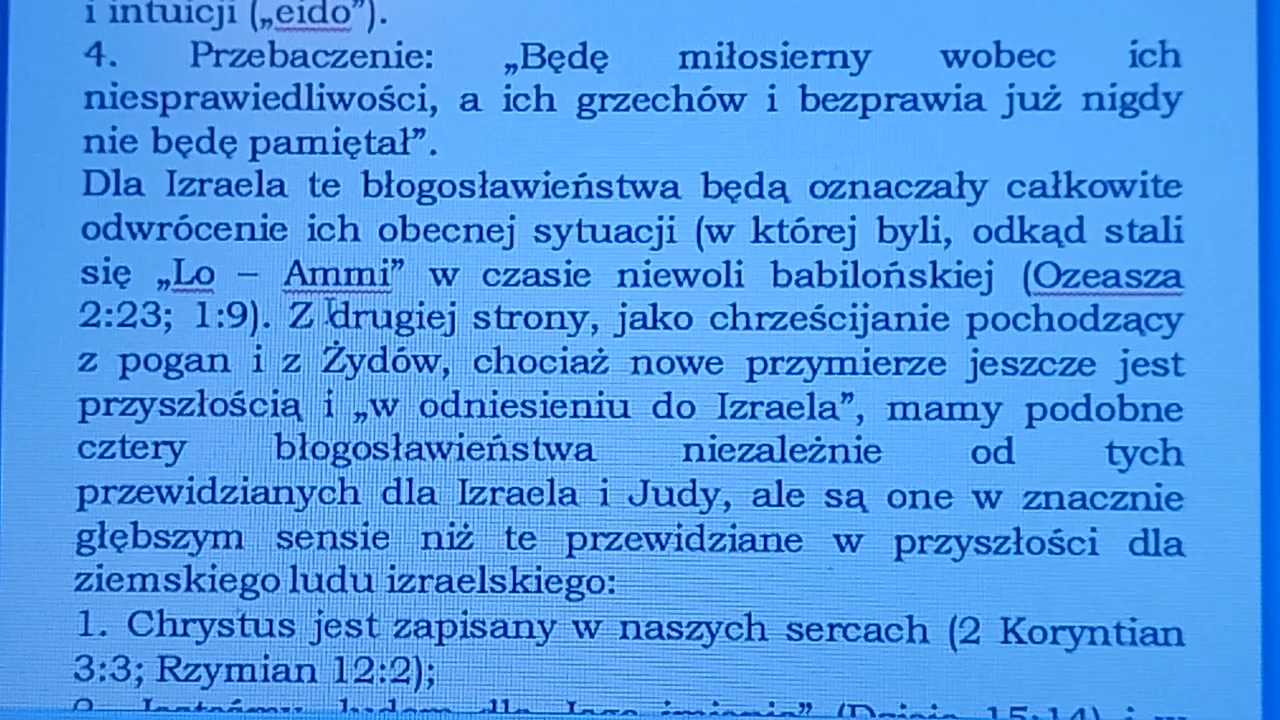 i intuicji („eido”).
4. Przebaczenie: „Będę miłosierny wobec ich
niesprawiedliwości, a ich grzechów i bezprawia już nigdy
nie będę pamiętał”.
Dla Izraela te błogosławieństwa będą oznaczały całkowite
odwrócenie ich obecnej sytuacji (w której byli, odkąd stali
się „Lo – Ammi” w czasie niewoli babilońskiej (Ozeasza
2:23; 1:9). Z drugiej strony, jako chrześcijanie pochodzący
z pogan i z Żydów, chociaż nowe przymierze jeszcze jest
przyszłością i „w odniesieniu do Izraela”, mamy podobne
cztery błogosławieństwa niezależnie od tych
przewidzianych dla Izraela i Judy, ale są one w znacznie
głębszym sensie niż te przewidziane w przyszłości dla
ziemskiego ludu izraelskiego:
1. Chrystus jest zapisany w naszych sercach (2 Koryntian
3:3; Rzymian 12:2);
dla Jego imienia” 15:14) i